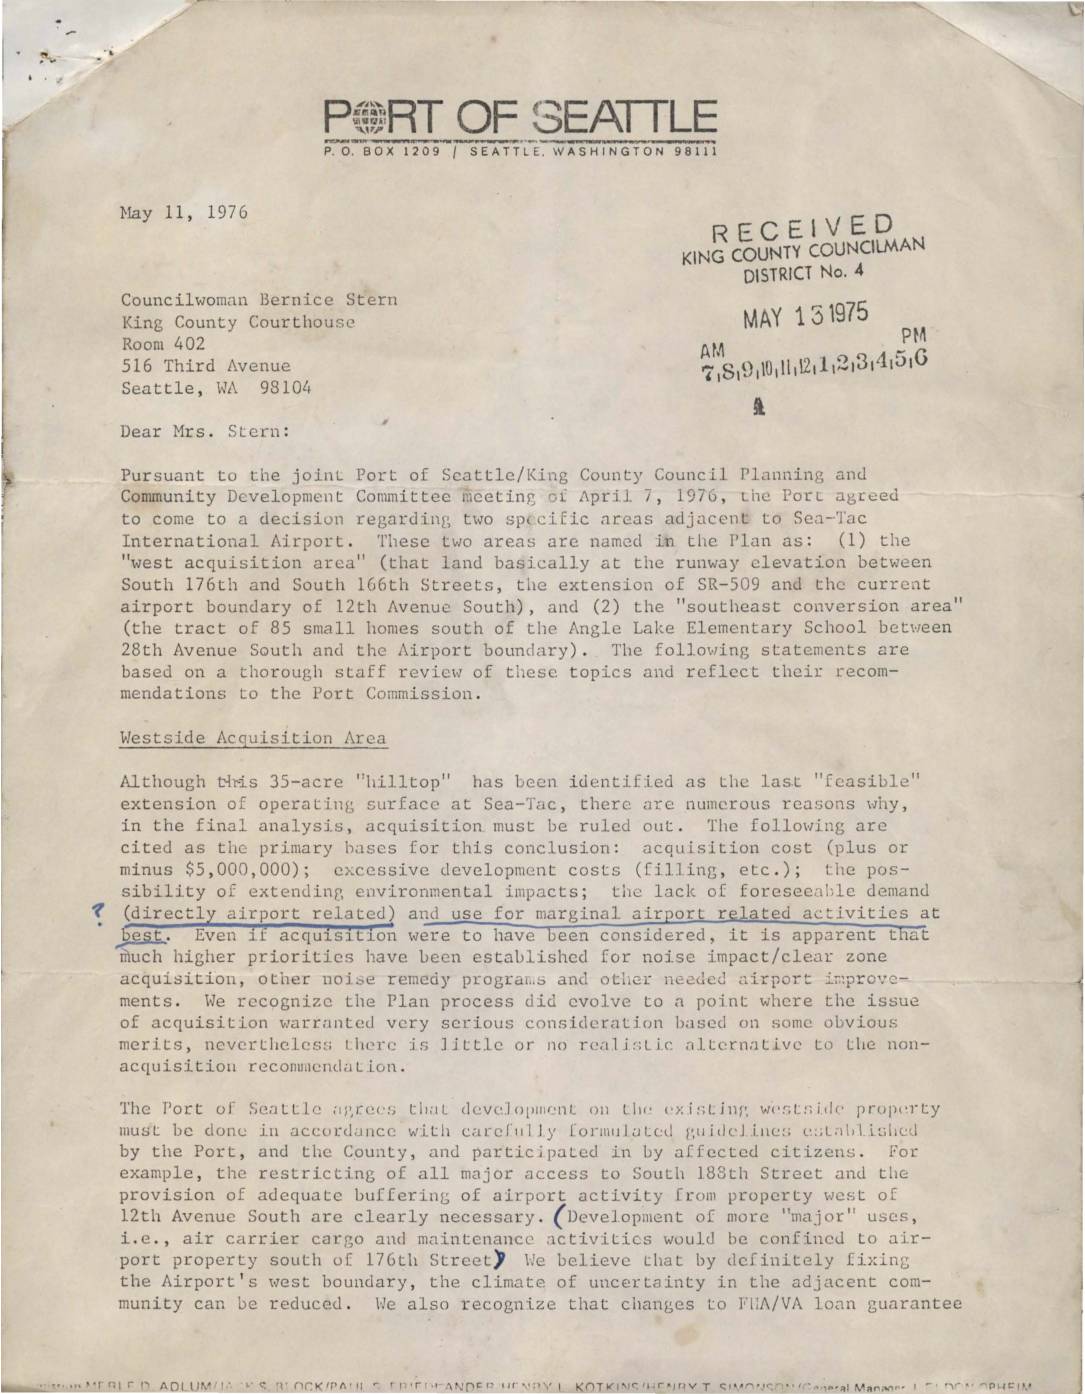 PORT OF SEATTLE
P. O. BOX 1209 / SEATTLE, WASHINGTON 98111
May 11, 1976
RECEIVED
KING COUNTY COUNCILMAN
DISTRICT No. 4
MAY 13 1975
AM PM
7,8,9,10,11,12,1,2,3,4,5,6
Councilwoman Bernice Stern
King County Courthouse
Room 402
516 Third Avenue
Seattle, WA 98104
Dear Mrs. Stern:
Pursuant to the joint Port of Seattle/King County Council Planning and
Community Development Committee meeting of April 7, 1976, the Port agreed
to come to a decision regarding two specific areas adjacent to Sea-Tac
International Airport. These two areas are named in the Plan as: (1) the
"west acquisition area" (that land basically at the runway elevation between
South 176th and South 166th Streets, the extension of SR-509 and the current
airport boundary of 12th Avenue South), and (2) the "southeast conversion area"
(the tract of 85 small homes south of the Angle Lake Elementary School between
28th Avenue South and the Airport boundary). The following statements are
based on a thorough staff review of these topics and reflect their recom-
mendations to the Port Commission.
Westside Acquisition Area
Although this 35-acre "hilltop" has been identified as the last "feasible"
extension of operating surface at Sea-Tac, there are numerous reasons why,
in the final analysis, acquisition must be ruled out. The following are
cited as the primary bases for this conclusion: acquisition cost (plus or
minus $5,000,000); excessive development costs (filling, etc.); the pos-
sibility of extending environmental impacts; the lack of foreseeable demand
? (directly airport related) and use for marginal airport related activities at
best. Even if acquisition were to have been considered, it is apparent that
much higher priorities have been established for noise impact/clear zone
acquisition, other noise remedy programs and other needed airport improve-
ments. We recognize the Plan process did evolve to a point where the issue
of acquisition warranted very serious consideration based on some obvious
merits, nevertheless there is little or no realistic alternative to the non-
acquisition recommendation.
The Port of Seattle agrees that development on the existing westside property
must be done in accordance with carefully formulated guidelines established
by the Port, and the County, and participated in by affected citizens. For
example, the restricting of all major access to South 188th Street and the
provision of adequate buffering of airport activity from property west of
12th Avenue South are clearly necessary. (Development of more "major" uses,
i.e., air carrier cargo and maintenance activities would be confined to air-
port property south of 176th Street) We believe that by definitely fixing
the Airport's west boundary, the climate of uncertainty in the adjacent com-
munity can be reduced. We also recognize that changes to FHA/VA loan guarantee
MERLE D. ADLUM/JACK S. BLOCK/PAUL S. FRIEDLANDER HENRY L. KOTKINS/HENRY T. SIMONSON/General Manager J. ELDON OPHEIM